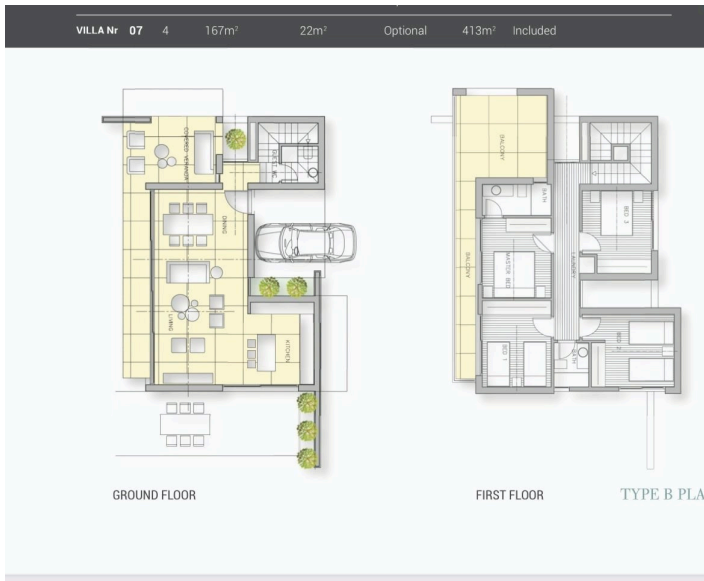 VILLA Nr 07 4 167m² 22m² Optional 413m² Included
COVERED VERANDA
GUEST WC
DINING
LIVING
KITCHEN
GROUND FLOOR
BALCONY
BATH
BED 3
BALCONY
MASTER BED
LAUNDRY
BED 1
BATH
BED 2
FIRST FLOOR
TYPE B PLA